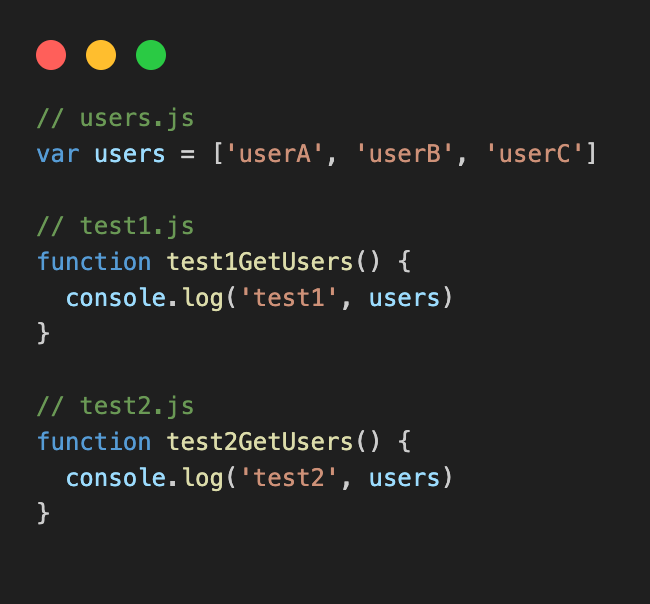 // users.js
var users = ['userA', 'userB', 'userC']
// test1.js
function test1GetUsers() {
  console.log('test1', users)
}
// test2.js
function test2GetUsers() {
  console.log('test2', users)
}